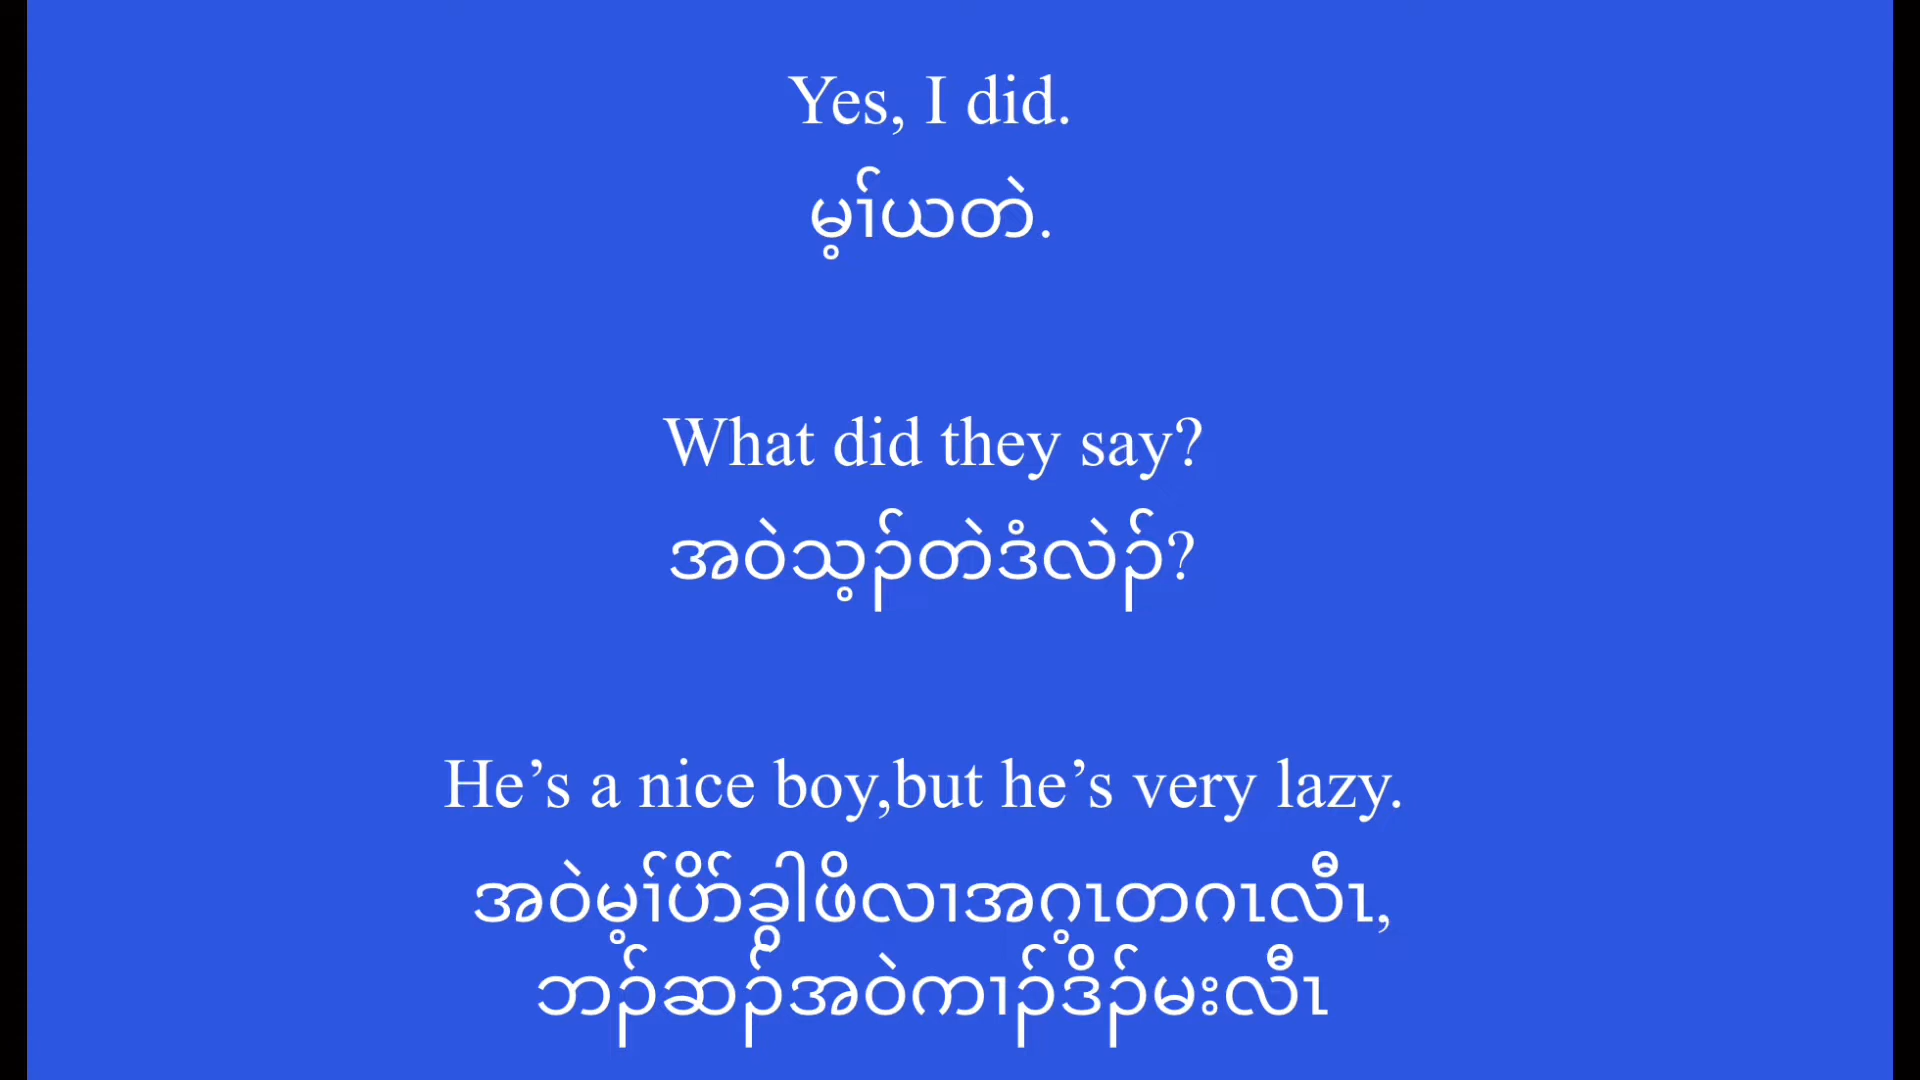 Yes, I did.
မ့ၢ်ယတဲ.
What did they say?
အဝဲသ့ၣ်တဲဒံလဲၣ်?
He’s a nice boy,but he’s very lazy.
အဝဲမ့ၢ်ပိာ်ခွါဖိလၢအဂ့ၤတဂၤလီၤ,
ဘၣ်ဆၣ်အဝဲကၢၣ်ဒိၣ်မးလီၤ